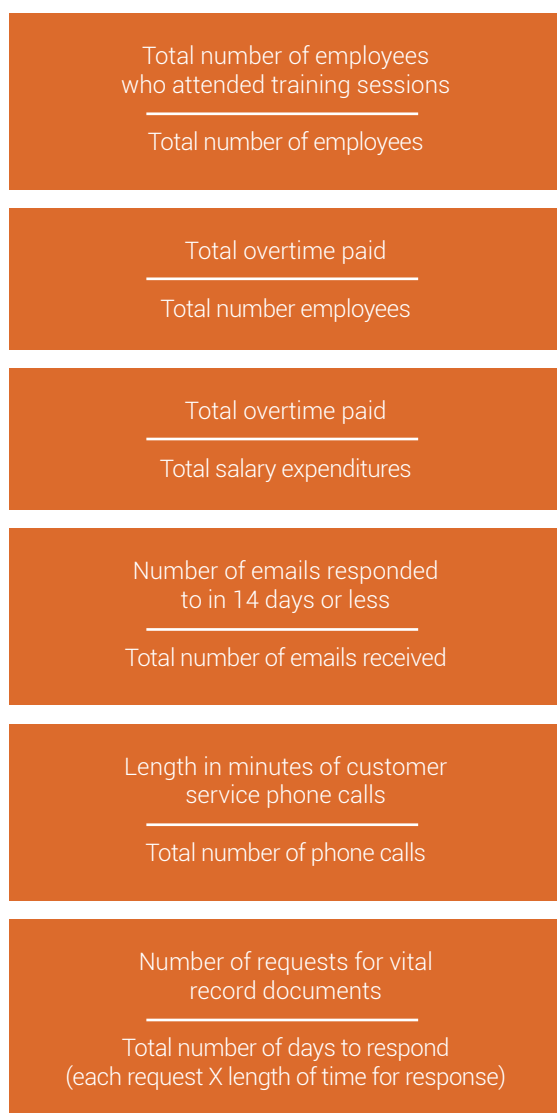 Total number of employees
who attended training sessions
Total number of employees
Total overtime paid
Total number employees
Total overtime paid
Total salary expenditures
Number of emails responded
to in 14 days or less
Total number of emails received
Length in minutes of customer
service phone calls
Total number of phone calls
Number of requests for vital
record documents
Total number of days to respond
(each request X length of time for response)